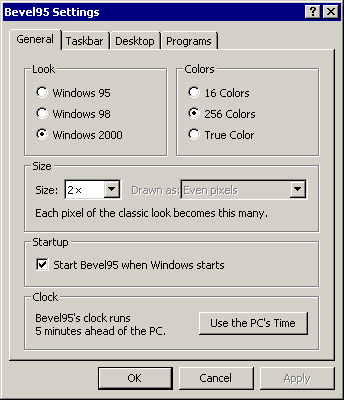 Bevel95 Settings
General Taskbar Desktop Programs
Look
Windows 95
Windows 98
Windows 2000
Colors
16 Colors
256 Colors
True Color
Size
Size: 2× Drawn as: Even pixels
Each pixel of the classic look becomes this many.
Startup
Start Bevel95 when Windows starts
Clock
Bevel95's clock runs
5 minutes ahead of the PC.
Use the PC's Time
OK Cancel Apply